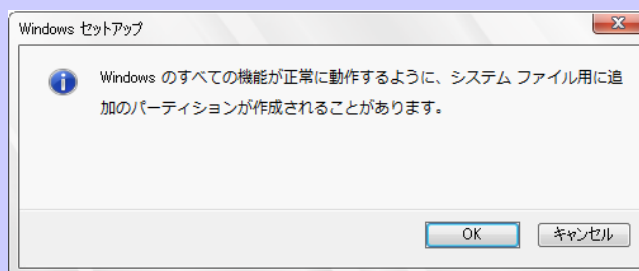 Windows セットアップ
Windows のすべての機能が正常に動作するように、システム ファイル用に追
加のパーティションが作成されることがあります。
OK
キャンセル